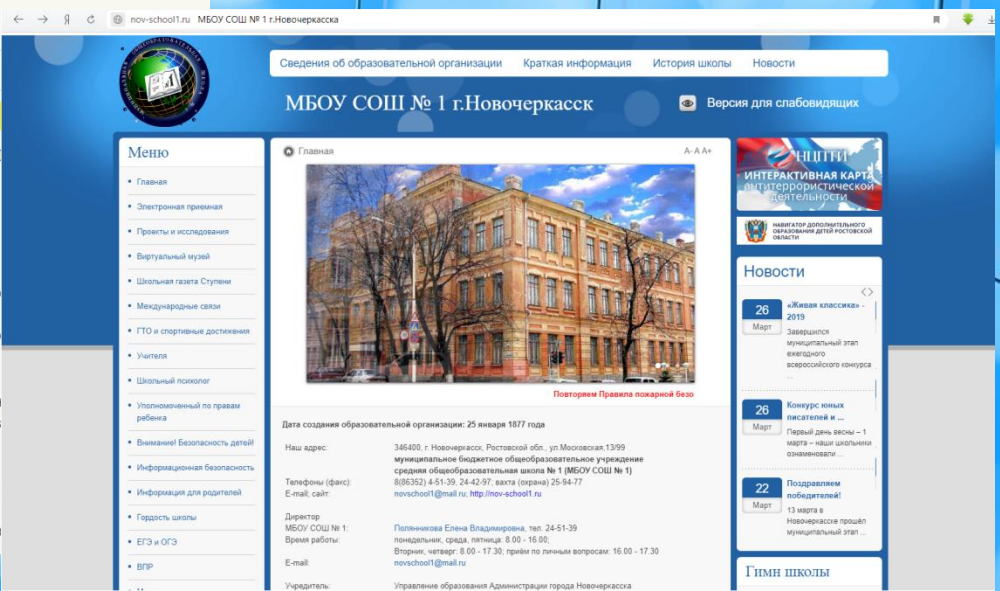 nov-school1.ru МБОУ СОШ № 1 г.Новочеркасска
Сведения об образовательной организации Краткая информация История школы Новости
МБОУ СОШ № 1 г.Новочеркасск
Версия для слабовидящих
Меню
Главная
Электронная приемная
Проекты и исследования
Виртуальный музей
Школьная газета Ступени
Международные связи
ГТО и спортивные достижения
Учителя
Школьный психолог
Уполномоченный по правам
ребенка
Внимание! Безопасность детей!
Информационная безопасность
Информация для родителей
Гордость школы
ЕГЭ и ОГЭ
ВПР
Главная
A- A A+
Повторяем Правила пожарной безо
Дата создания образовательной организации: 25 января 1877 года
Наш адрес: 346400, г. Новочеркасск, Ростовской обл., ул.Московская,13/99
муниципальное бюджетное общеобразовательное учреждение
средняя общеобразовательная школа № 1 (МБОУ СОШ № 1)
Телефоны (факс): 8(86352) 4-51-39, 24-42-97; вахта (охрана) 25-94-77
E-mail; сайт: novschool1@mail.ru; http://nov-school1.ru
Директор
МБОУ СОШ № 1: Полянникова Елена Владимировна, тел. 24-51-39
Время работы: понедельник, среда, пятница: 8.00 - 16.00;
Вторник, четверг: 8.00 - 17.30; приём по личным вопросам: 16.00 - 17.30
E-mail: novschool1@mail.ru
Учредитель: Управление образования Администрации города Новочеркасска
НЦПТИ
ИНТЕРАКТИВНАЯ КАРТА
антитеррористической
деятельности
НАВИГАТОР ДОПОЛНИТЕЛЬНОГО
ОБРАЗОВАНИЯ ДЕТЕЙ РОСТОВСКОЙ
ОБЛАСТИ
Новости
26
Март
«Живая классика» -
2019
Завершился
муниципальный этап
ежегодного
всероссийского конкурса
...
26
Март
Конкурс юных
писателей и ...
Первый день весны – 1
марта – наши школьники
ознаменовали ...
22
Март
Поздравляем
победителей!
13 марта в
Новочеркасске прошёл
муниципальный этап ...
Гимн школы